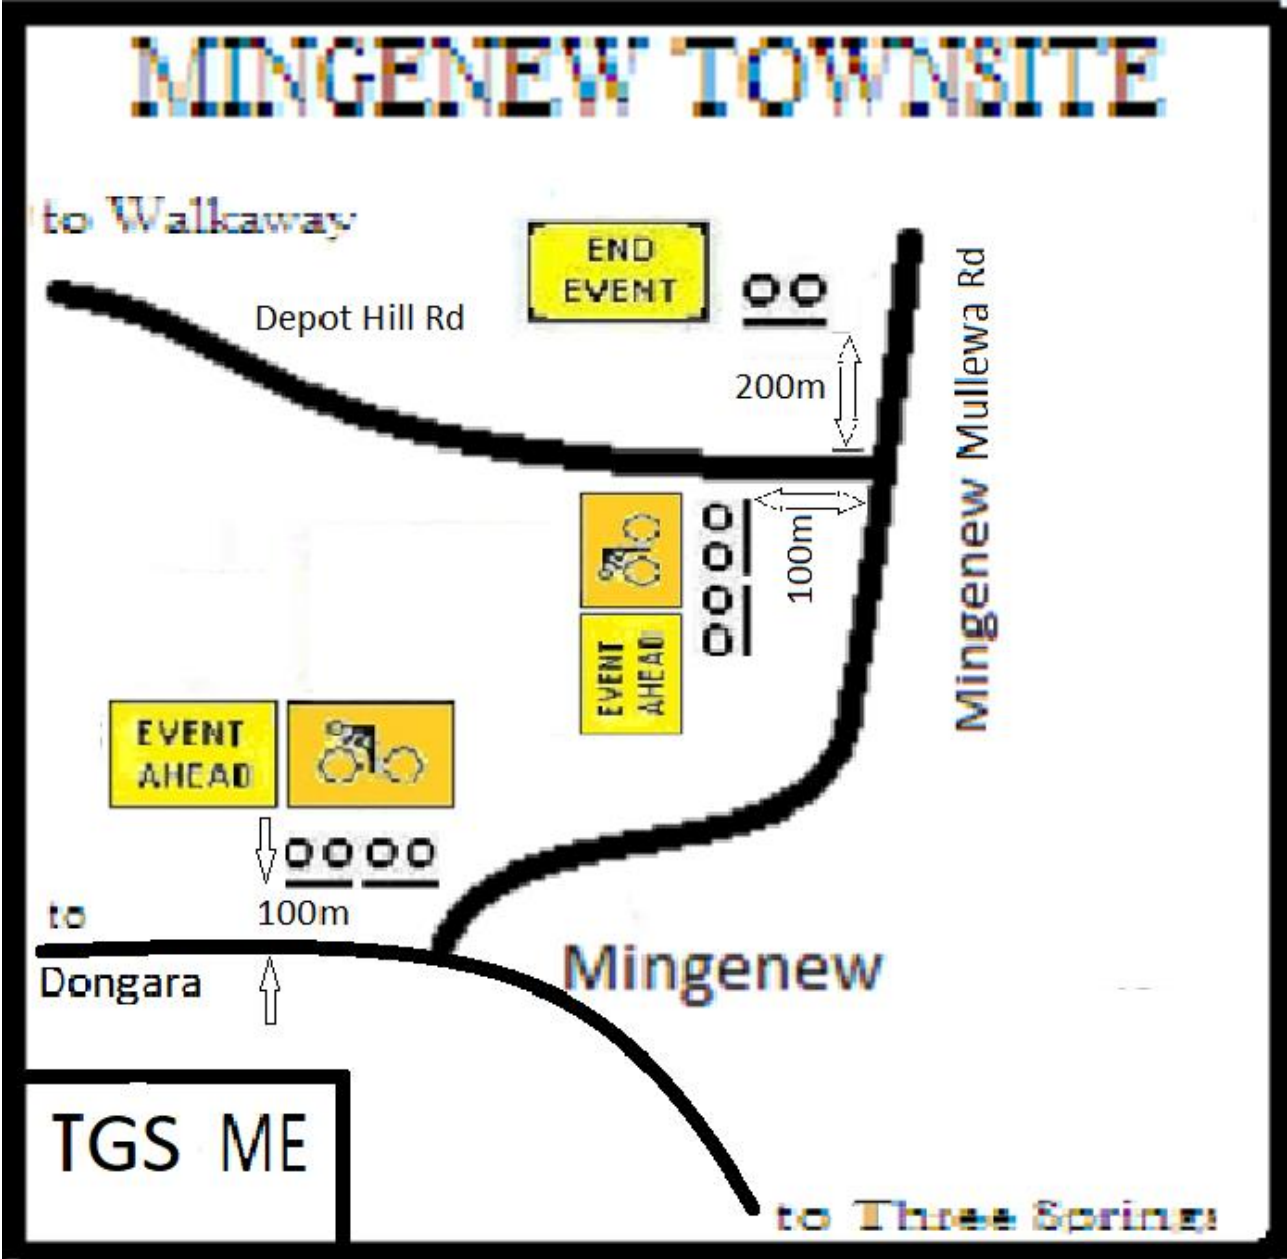 MINGENEW TOWNSITE
to Walkaway
END
EVENT
Depot Hill Rd
200m
Mingenew Mullewa Rd
100m
EVENT
AHEAD
EVENT
AHEAD
100m
to
Dongara
Mingenew
TGS ME
to Three Springs